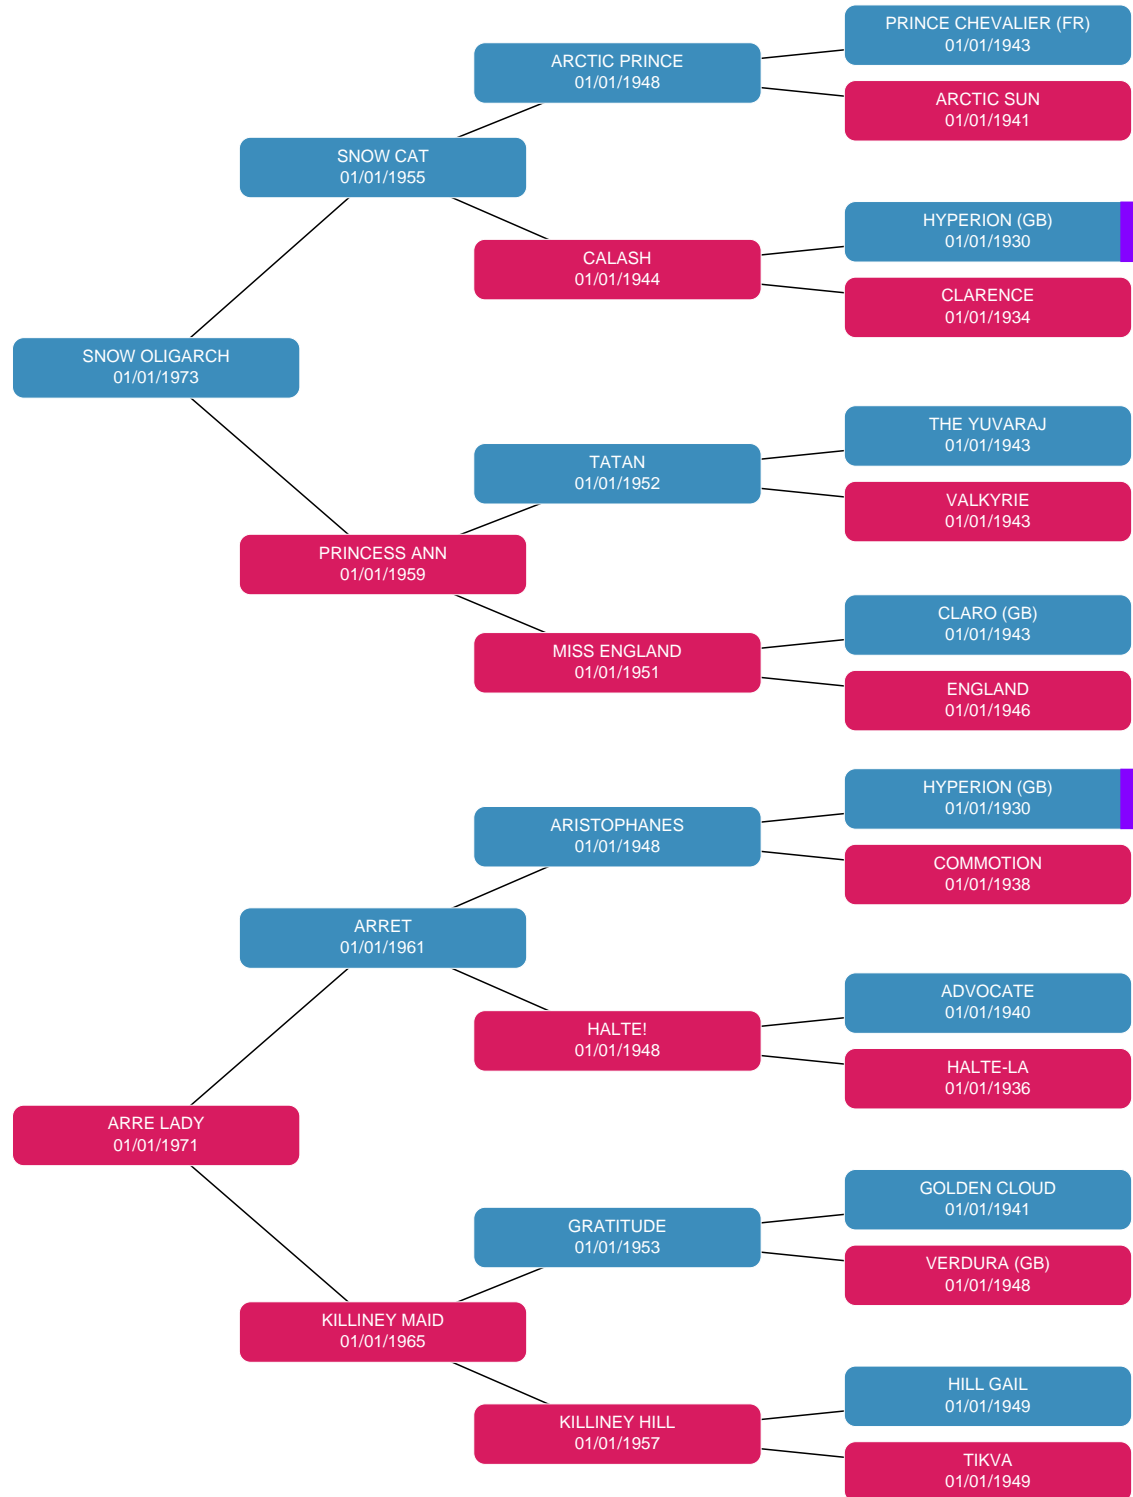 PRINCE CHEVALIER (FR)
01/01/1943
ARCTIC PRINCE
01/01/1948
ARCTIC SUN
01/01/1941
SNOW CAT
01/01/1955
HYPERION (GB)
01/01/1930
CALASH
01/01/1944
CLARENCE
01/01/1934
SNOW OLIGARCH
01/01/1973
THE YUVARAJ
01/01/1943
TATAN
01/01/1952
VALKYRIE
01/01/1943
PRINCESS ANN
01/01/1959
CLARO (GB)
01/01/1943
MISS ENGLAND
01/01/1951
ENGLAND
01/01/1946
HYPERION (GB)
01/01/1930
ARISTOPHANES
01/01/1948
COMMOTION
01/01/1938
ARRET
01/01/1961
ADVOCATE
01/01/1940
HALTE!
01/01/1948
HALTE-LA
01/01/1936
ARRE LADY
01/01/1971
GOLDEN CLOUD
01/01/1941
GRATITUDE
01/01/1953
VERDURA (GB)
01/01/1948
KILLINEY MAID
01/01/1965
HILL GAIL
01/01/1949
KILLINEY HILL
01/01/1957
TIKVA
01/01/1949